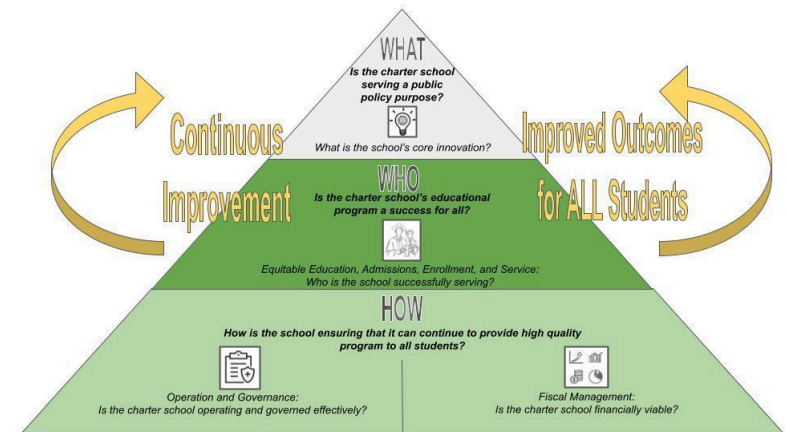 WHAT
Is the charter school
serving a public
policy purpose?
What is the school's core innovation?
Continuous
Improvement
Improved Outcomes
for ALL Students
WHO
Is the charter school's educational
program a success for all?
Equitable Education, Admissions, Enrollment, and Service:
Who is the school successfully serving?
HOW
How is the school ensuring that it can continue to provide high quality
program to all students?
Operation and Governance:
Is the charter school operating and governed effectively?
Fiscal Management:
Is the charter school financially viable?